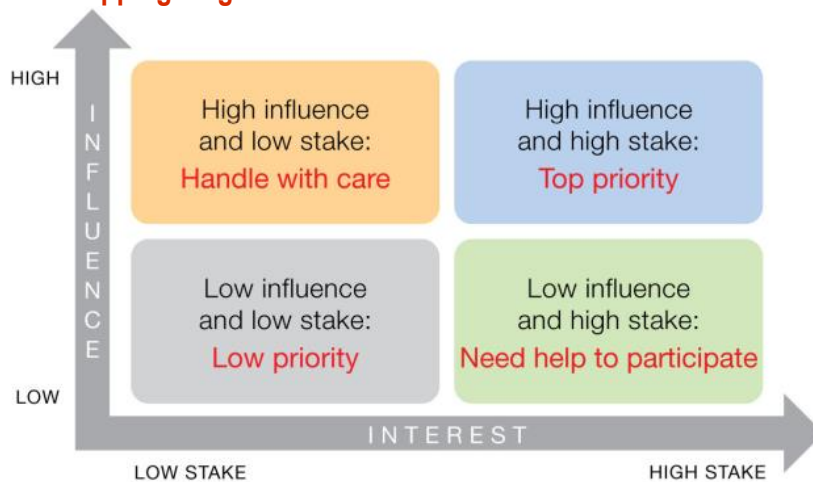 HIGH
INFLUENCE
High influence
and low stake:
Handle with care
High influence
and high stake:
Top priority
Low influence
and low stake:
Low priority
Low influence
and high stake:
Need help to participate
LOW
INTEREST
LOW STAKE
HIGH STAKE